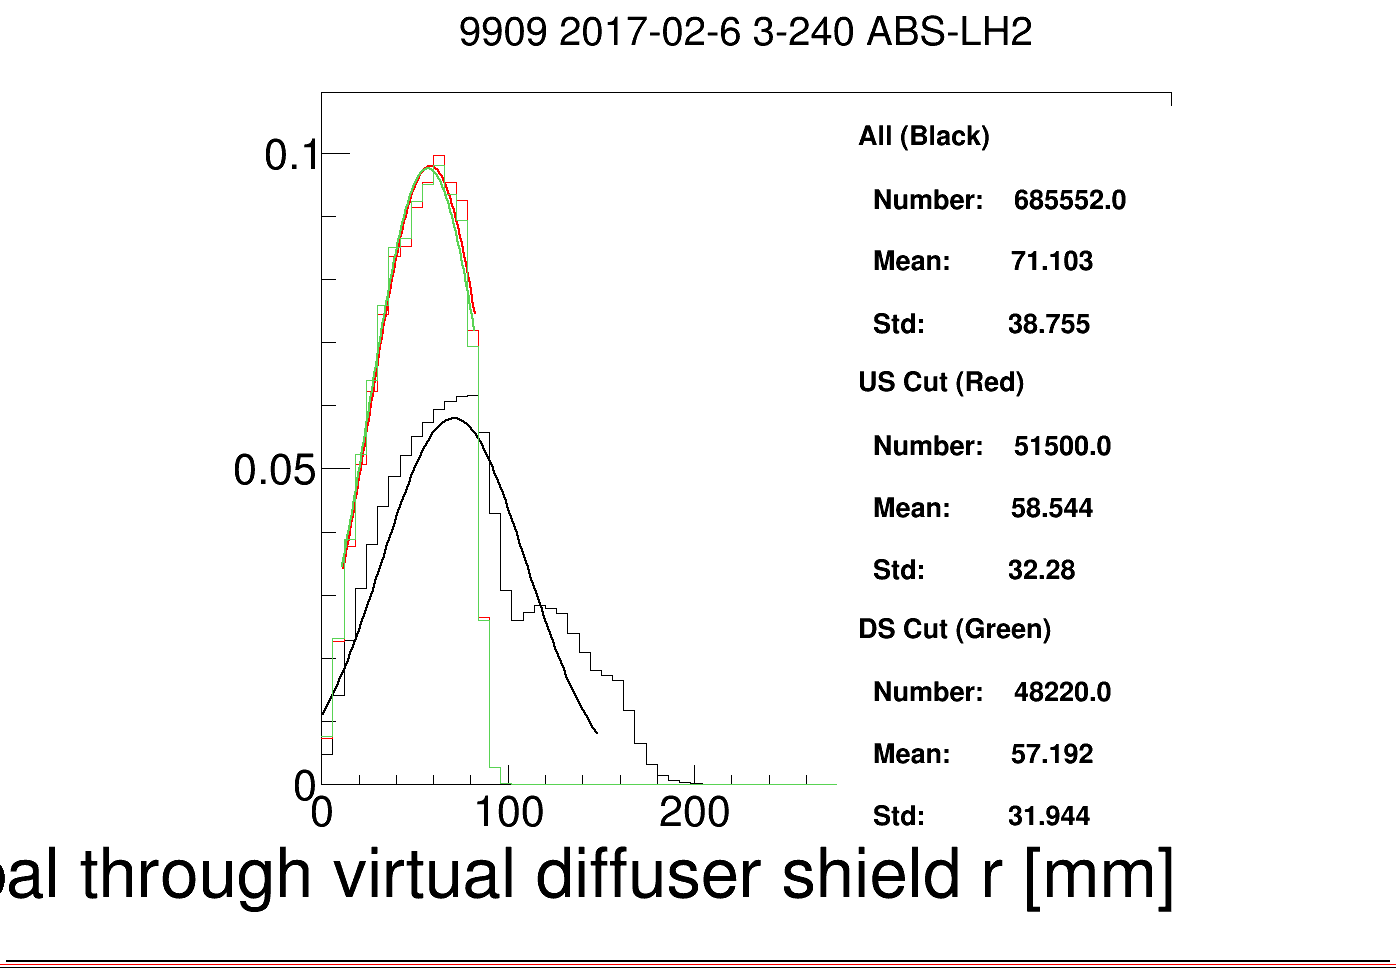 9909 2017-02-6 3-240 ABS-LH2
All (Black)
Number: 685552.0
Mean: 71.103
Std: 38.755
US Cut (Red)
Number: 51500.0
Mean: 58.544
Std: 32.28
DS Cut (Green)
Number: 48220.0
Mean: 57.192
Std: 31.944
0.1
0.05
0
0 100 200
through virtual diffuser shield r [mm]